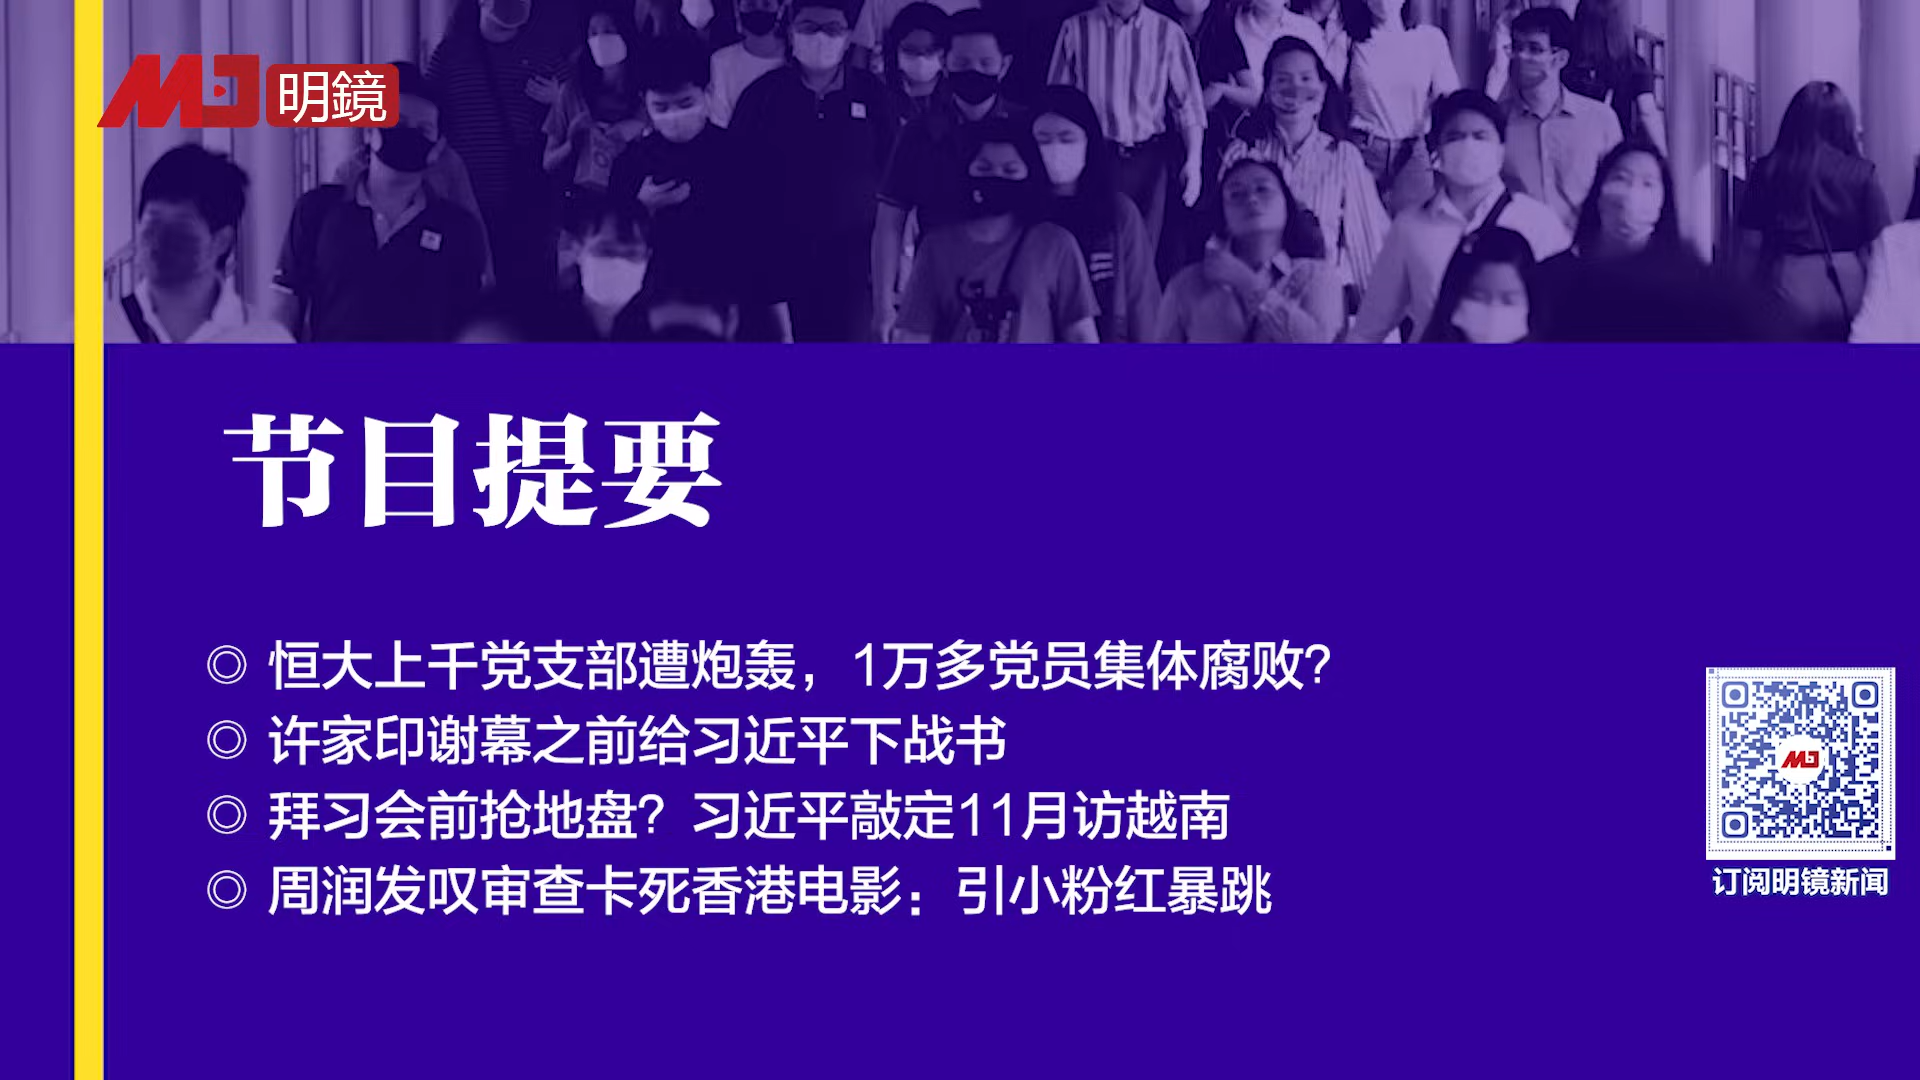 MJ 明鏡
节目提要
◎ 恒大上千党支部遭炮轰，1万多党员集体腐败？
◎ 许家印谢幕之前给习近平下战书
◎ 拜习会前抢地盘？习近平敲定11月访越南
◎ 周润发叹审查卡死香港电影：引小粉红暴跳
MJ
订阅明镜新闻